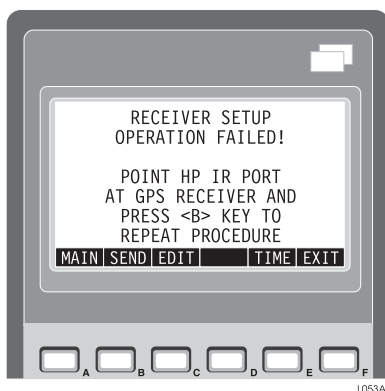 RECEIVER SETUP
OPERATION FAILED!
POINT HP IR PORT
AT GPS RECEIVER AND
PRESS <B> KEY TO
REPEAT PROCEDURE
MAIN SEND EDIT TIME EXIT
A B C D E F
L053A